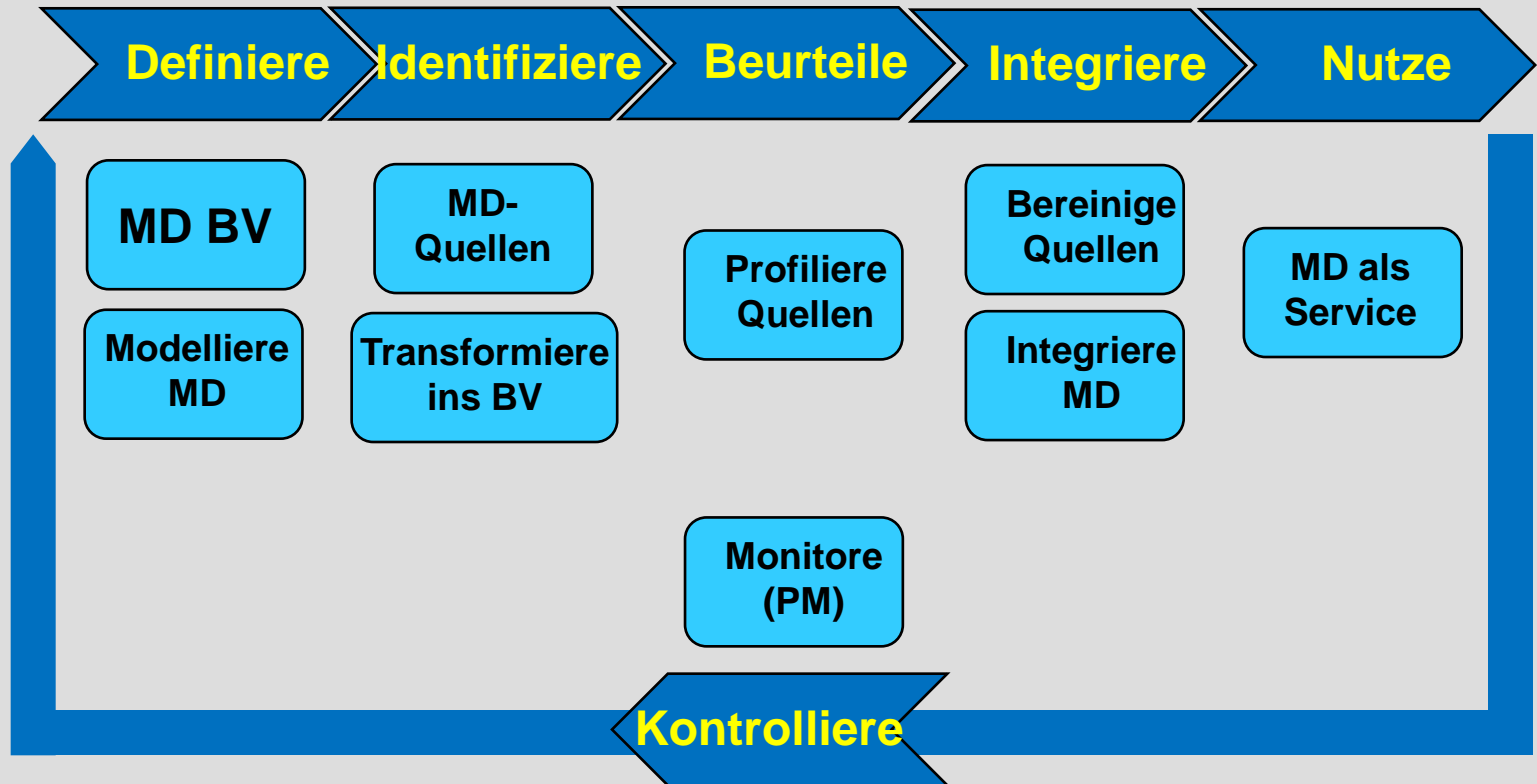 Definiere
Identifiziere
Beurteile
Integriere
Nutze
MD BV
Modelliere
MD
MD-
Quellen
Transformiere
ins BV
Profiliere
Quellen
Monitore
(PM)
Bereinige
Quellen
Integriere
MD
MD als
Service
Kontrolliere